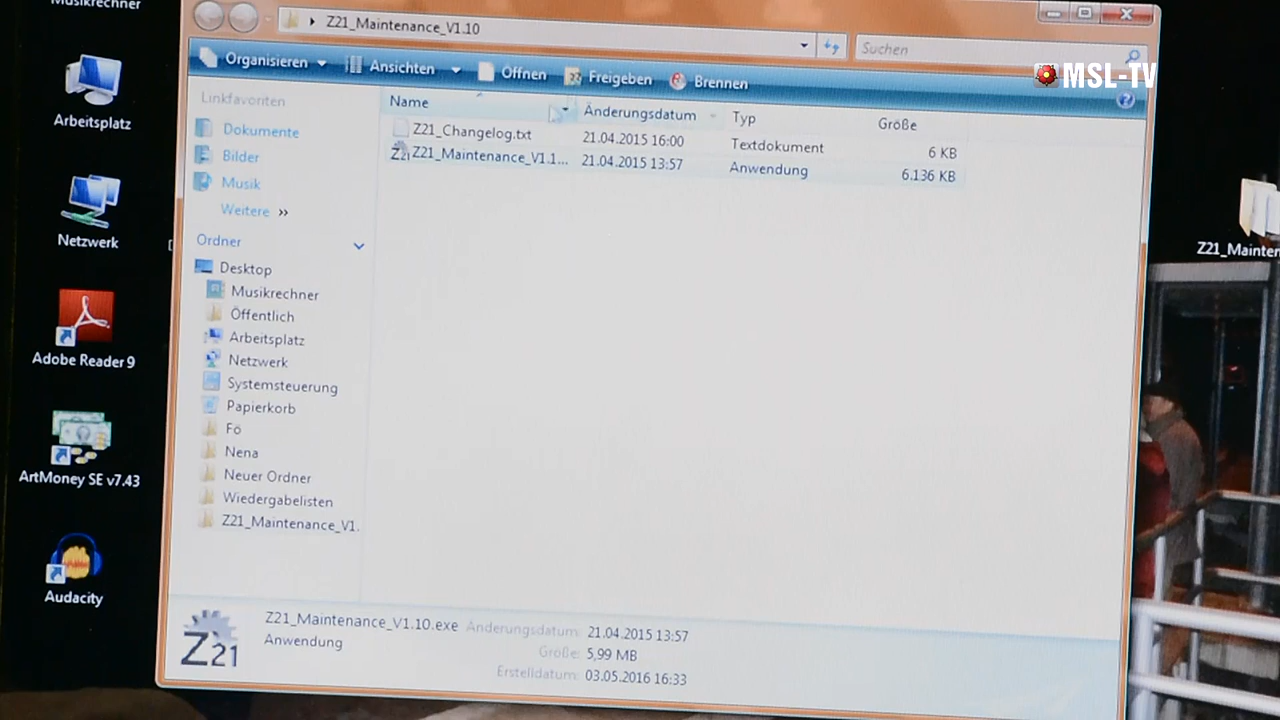 Musikrechner
Arbeitsplatz
Netzwerk
Adobe Reader 9
ArtMoney SE v7.43
Audacity
Z21_Maintenance_V1.10
Suchen
Organisieren
Ansichten
Öffnen
Freigeben
Brennen
MSL-TV
Linkfavoriten
Dokumente
Bilder
Musik
Weitere »
Ordner
Desktop
Musikrechner
Öffentlich
Arbeitsplatz
Netzwerk
Systemsteuerung
Papierkorb
Fö
Nena
Neuer Ordner
Wiedergabelisten
Z21_Maintenance_V1.
Name Änderungsdatum Typ Größe
Z21_Changelog.txt 21.04.2015 16:00 Textdokument 6 KB
Z21 Z21_Maintenance_V1.1... 21.04.2015 13:57 Anwendung 6.136 KB
Z21_Mainten
Z21
Z21_Maintenance_V1.10.exe Änderungsdatum: 21.04.2015 13:57
Anwendung Größe: 5,99 MB
Erstelldatum: 03.05.2016 16:33